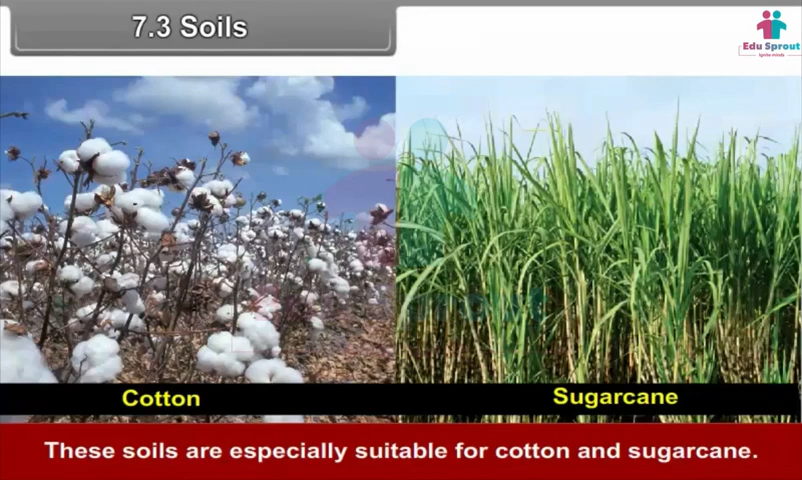 7.3 Soils
Edu Sprout
Ignite minds
Cotton
Sugarcane
These soils are especially suitable for cotton and sugarcane.